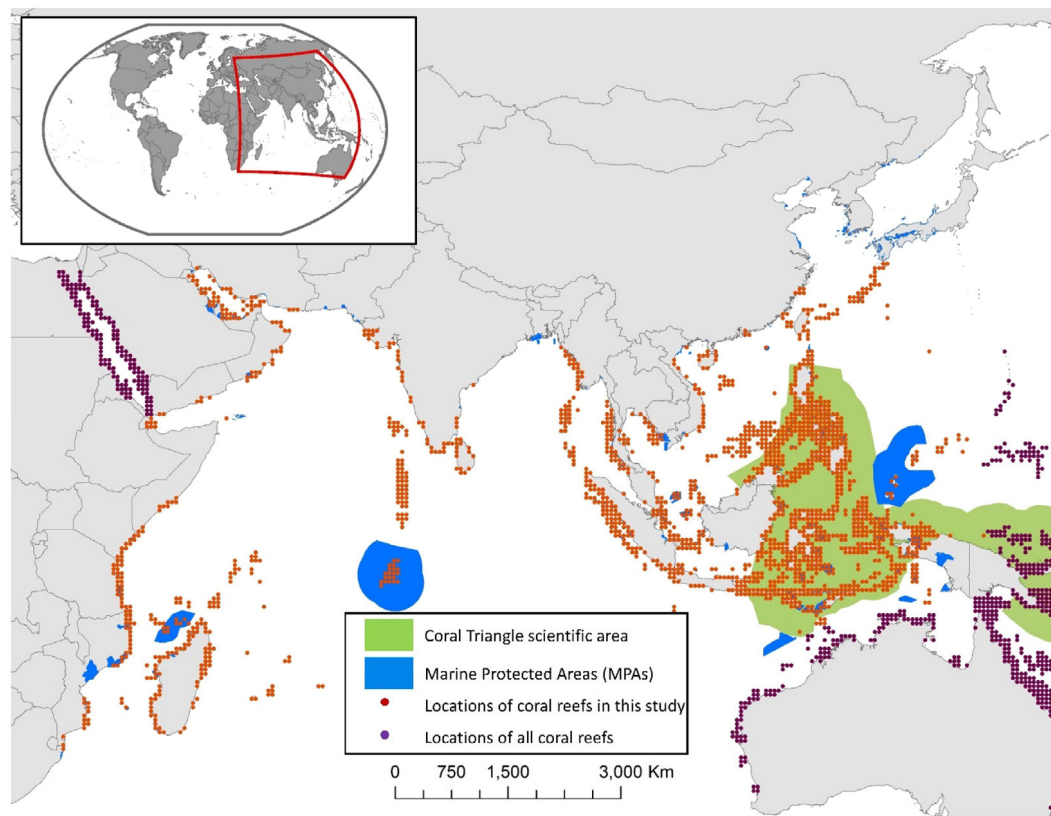 Coral Triangle scientific area
Marine Protected Areas (MPAs)
Locations of coral reefs in this study
Locations of all coral reefs
0 750 1,500 3,000 Km